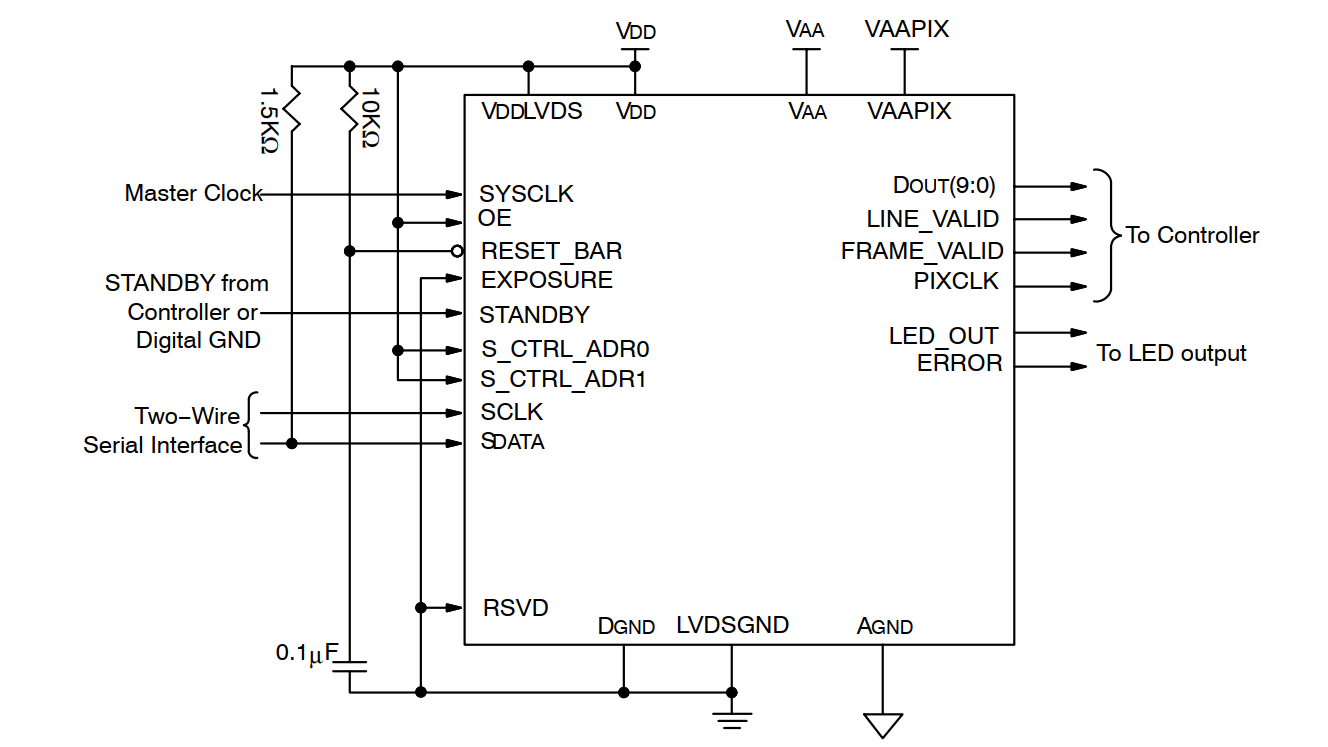 VDD
VAA
VAAPIX
1.5KΩ
10KΩ
VDDLVDS
VDD
VAA
VAAPIX
Master Clock
SYSCLK
OE
RESET_BAR
EXPOSURE
STANDBY from
Controller or
Digital GND
STANDBY
S_CTRL_ADR0
S_CTRL_ADR1
Two−Wire
Serial Interface
SCLK
SDATA
RSVD
DOUT(9:0)
LINE_VALID
FRAME_VALID
PIXCLK
To Controller
LED_OUT
ERROR
To LED output
0.1μF
DGND
LVDSGND
AGND